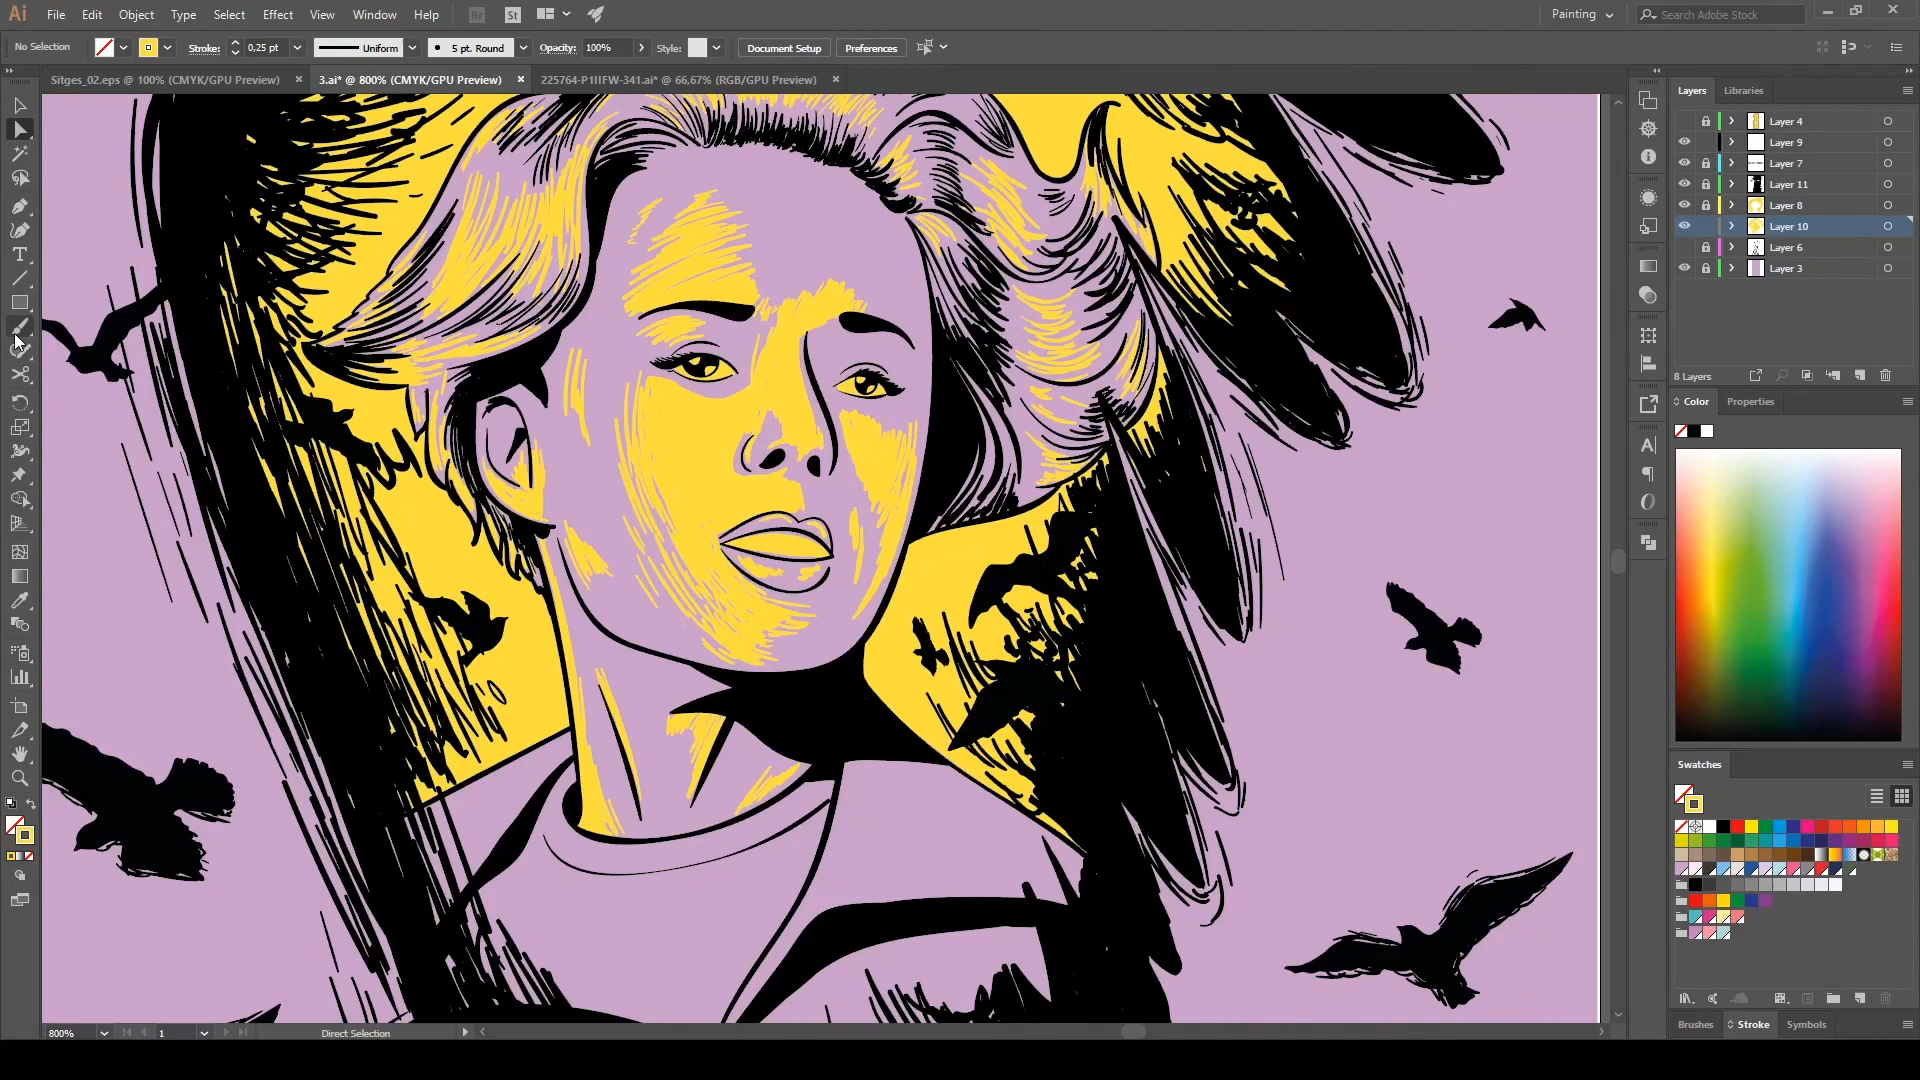 Ai File Edit Object Type Select Effect View Window Help Br St Painting Search Adobe Stock
No Selection Stroke: 0,25 pt Uniform 5 pt. Round Opacity: 100% Style: Document Setup Preferences
Sitges_02.eps @ 100% (CMYK/GPU Preview) × 3.ai* @ 800% (CMYK/GPU Preview) × 225764-P1IIFW-341.ai* @ 66,67% (RGB/GPU Preview) ×
Layers Libraries
Layer 4
Layer 9
Layer 7
Layer 11
Layer 8
Layer 10
Layer 6
Layer 3
8 Layers
Color Properties
Swatches
Brushes Stroke Symbols
800% 1 Direct Selection